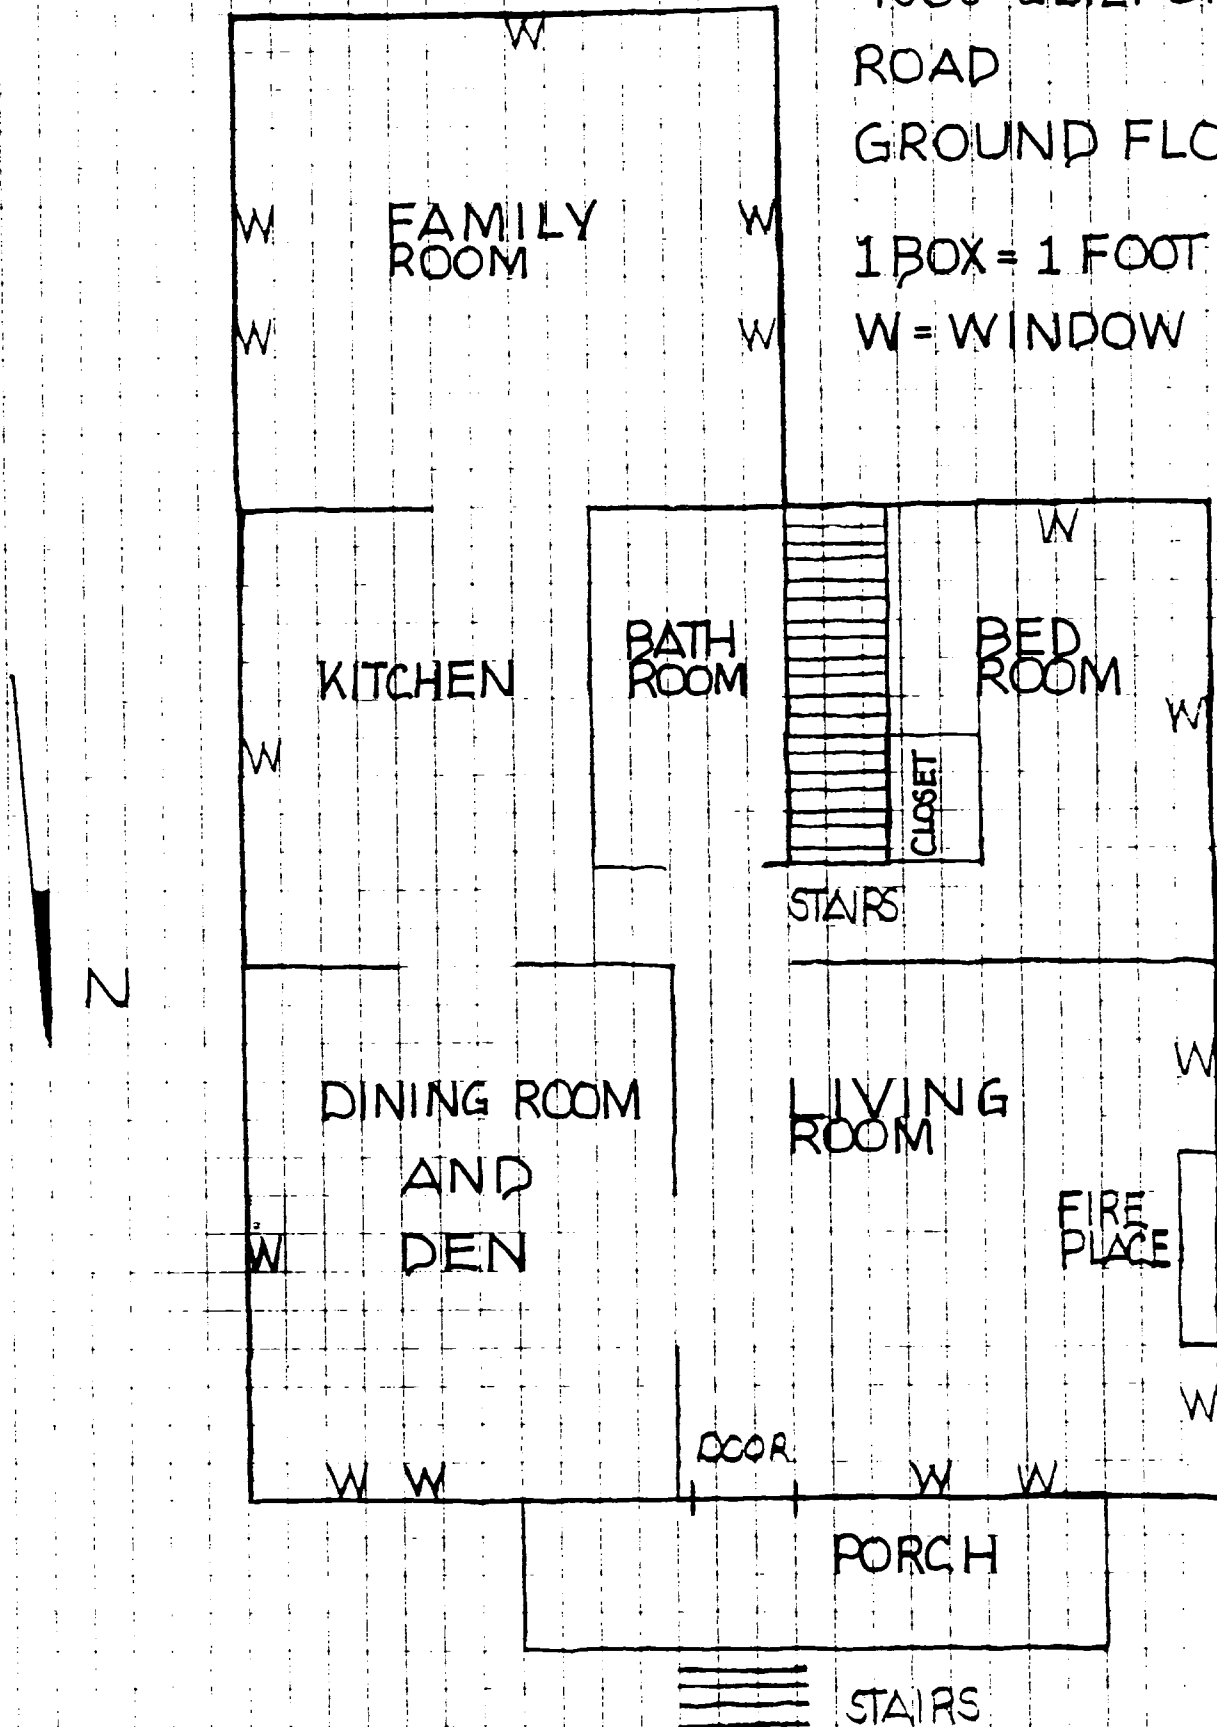 ROAD
GROUND FLO
1 BOX = 1 FOOT
W = WINDOW
W
FAMILY
ROOM
W
W
W
W
KITCHEN
W
BATH
ROOM
BED
ROOM
W
W
CLOSET
STAIRS
N
DINING ROOM
AND
DEN
W
W W
LIVING
ROOM
W
FIRE
PLACE
W
DOOR
W W
PORCH
STAIRS